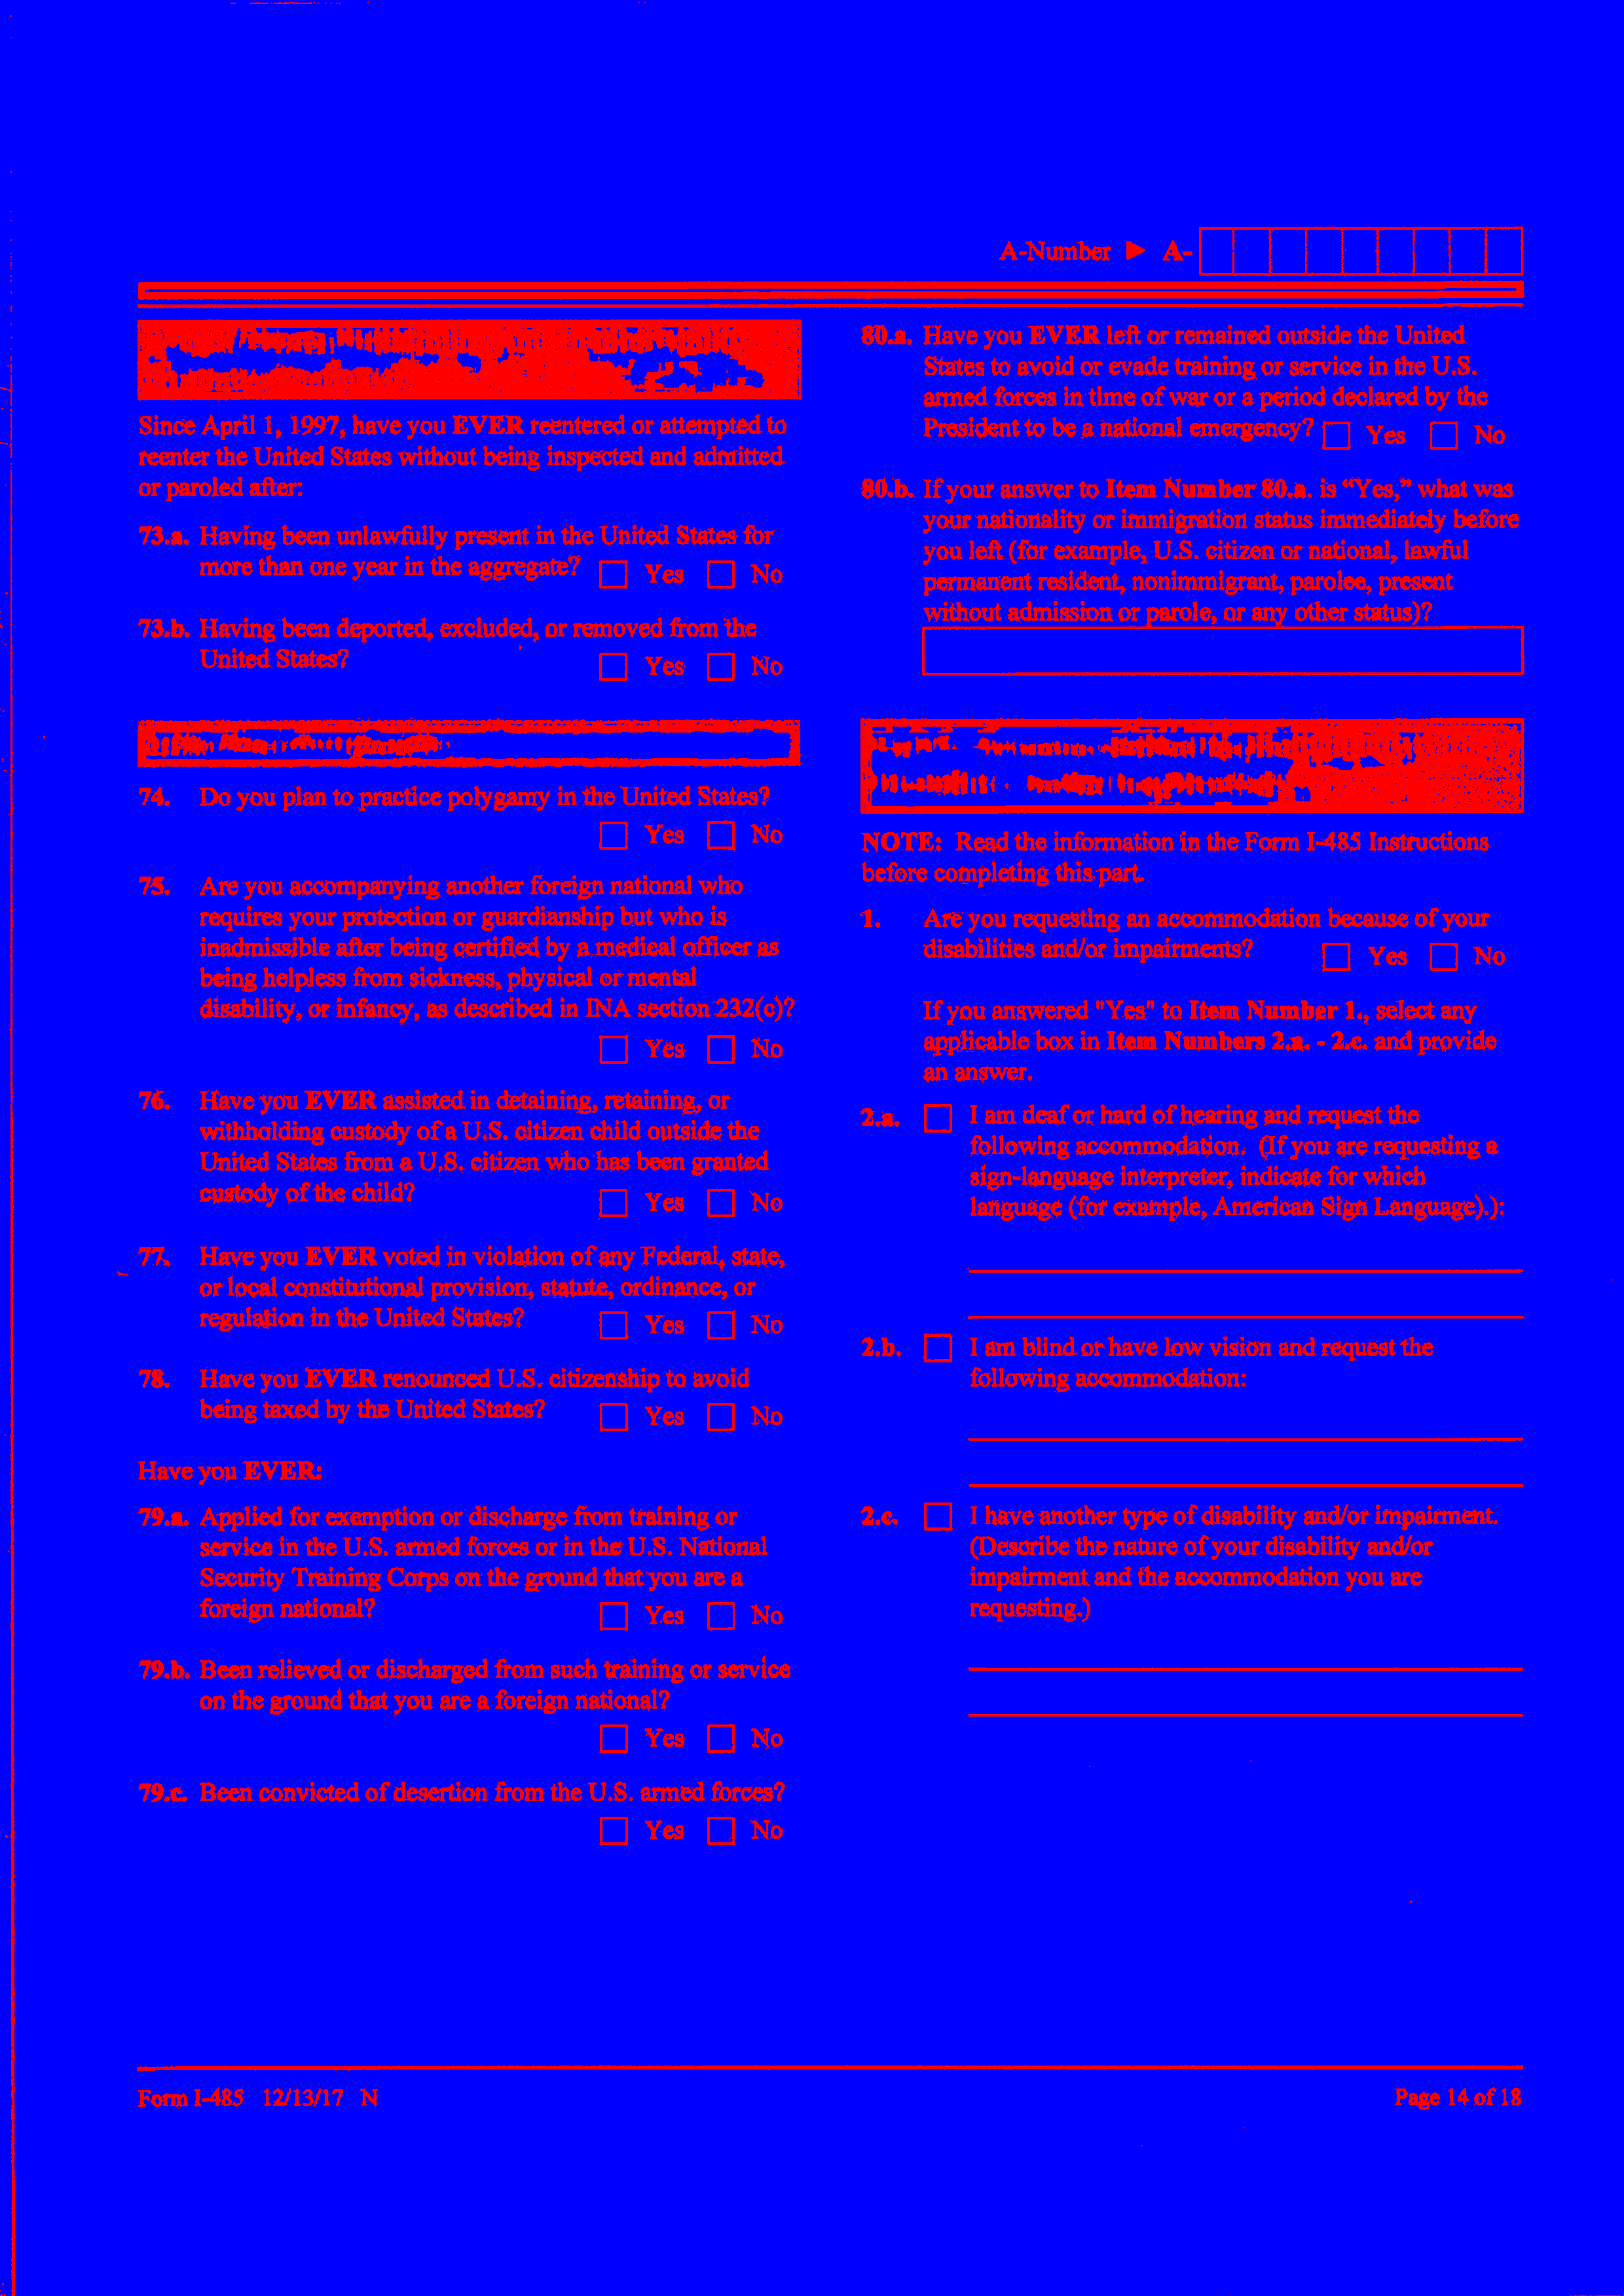 A-Number ► A-
Since April 1, 1997, have you EVER reentered or attempted to
reenter the United States without being inspected and admitted
or paroled after:
73.a. Having been unlawfully present in the United States for
more than one year in the aggregate? Yes No
73.b. Having been deported, excluded, or removed from the
United States? Yes No
74. Do you plan to practice polygamy in the United States?
Yes No
75. Are you accompanying another foreign national who
requires your protection or guardianship but who is
inadmissible after being certified by a medical officer as
being helpless from sickness, physical or mental
disability, or infancy, as described in INA section 232(c)?
Yes No
76. Have you EVER assisted in detaining, retaining, or
withholding custody of a U.S. citizen child outside the
United States from a U.S. citizen who has been granted
custody of the child? Yes No
77. Have you EVER voted in violation of any Federal, state,
or local constitutional provision, statute, ordinance, or
regulation in the United States? Yes No
78. Have you EVER renounced U.S. citizenship to avoid
being taxed by the United States? Yes No
Have you EVER:
79.a. Applied for exemption or discharge from training or
service in the U.S. armed forces or in the U.S. National
Security Training Corps on the ground that you are a
foreign national? Yes No
79.b. Been relieved or discharged from such training or service
on the ground that you are a foreign national?
Yes No
79.c. Been convicted of desertion from the U.S. armed forces?
Yes No
80.a. Have you EVER left or remained outside the United
States to avoid or evade training or service in the U.S.
armed forces in time of war or a period declared by the
President to be a national emergency? Yes No
80.b. If your answer to Item Number 80.a. is “Yes,” what was
your nationality or immigration status immediately before
you left (for example, U.S. citizen or national, lawful
permanent resident, nonimmigrant, parolee, present
without admission or parole, or any other status)?
NOTE: Read the information in the Form I-485 Instructions
before completing this part.
1. Are you requesting an accommodation because of your
disabilities and/or impairments? Yes No
If you answered "Yes" to Item Number 1., select any
applicable box in Item Numbers 2.a. - 2.c. and provide
an answer.
2.a. I am deaf or hard of hearing and request the
following accommodation. (If you are requesting a
sign-language interpreter, indicate for which
language (for example, American Sign Language).):
2.b. I am blind or have low vision and request the
following accommodation:
2.c. I have another type of disability and/or impairment.
(Describe the nature of your disability and/or
impairment and the accommodation you are
requesting.)
Form I-485 12/13/17 N
Page 14 of 18